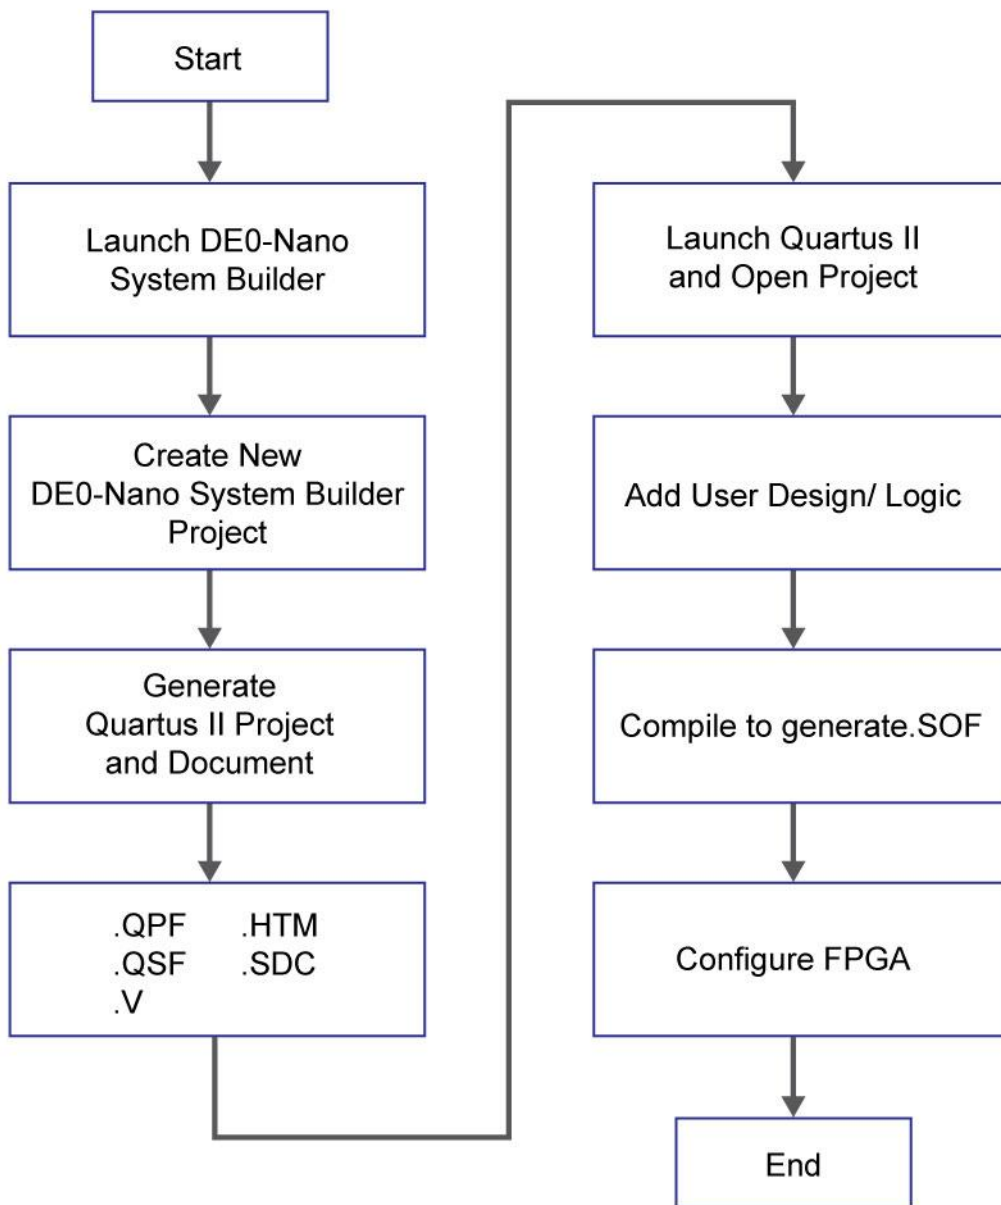 Start
Launch DE0-Nano
System Builder
Create New
DE0-Nano System Builder
Project
Generate
Quartus II Project
and Document
.QPF .HTM
.QSF .SDC
.V
Launch Quartus II
and Open Project
Add User Design/ Logic
Compile to generate.SOF
Configure FPGA
End